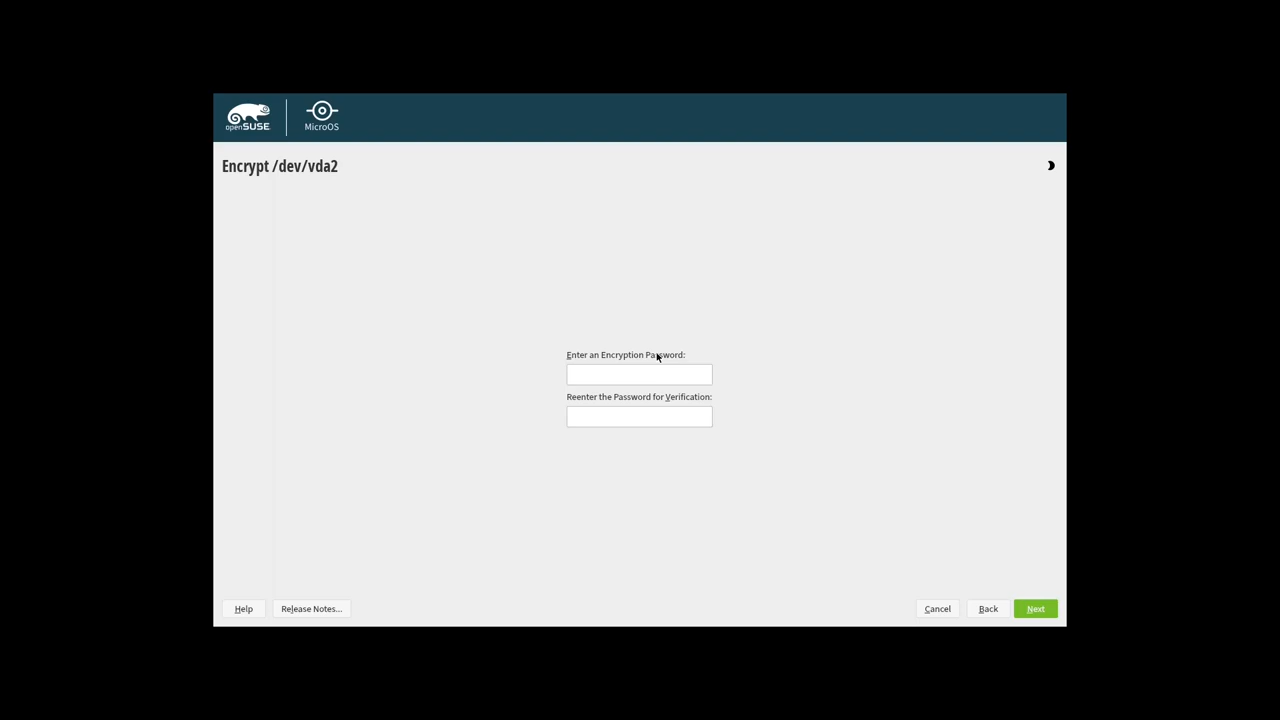 openSUSE
MicroOS
Encrypt /dev/vda2
Enter an Encryption Password:
Reenter the Password for Verification:
Help
Release Notes...
Cancel
Back
Next